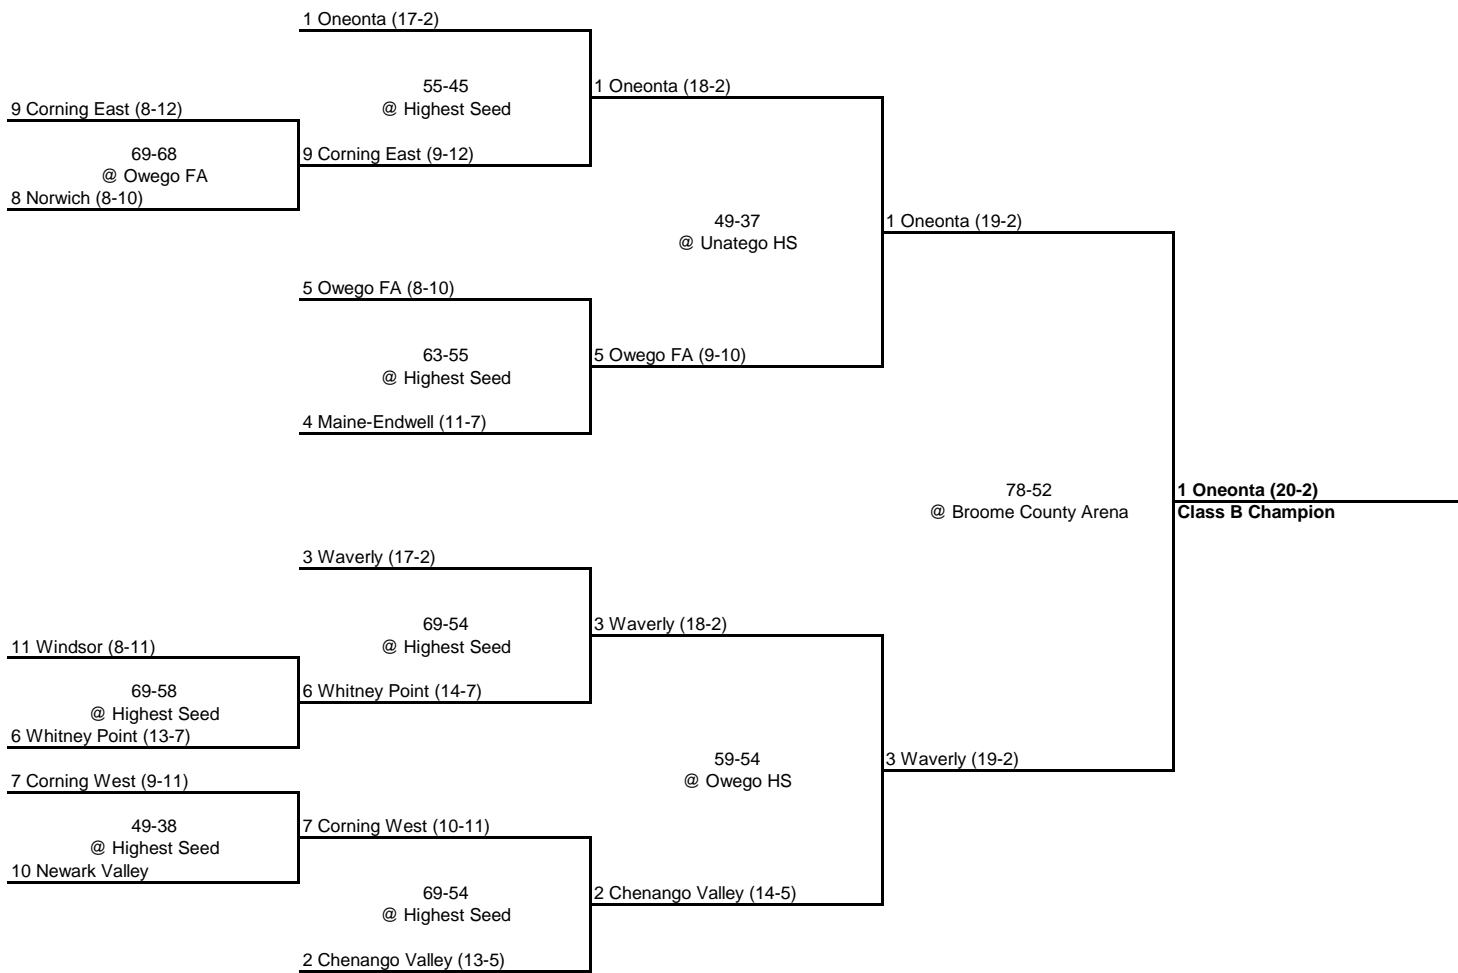 1 Oneonta (17-2)
55-45
@ Highest Seed
1 Oneonta (18-2)
9 Corning East (8-12)
69-68
@ Owego FA
9 Corning East (9-12)
8 Norwich (8-10)
49-37
@ Unatego HS
1 Oneonta (19-2)
5 Owego FA (8-10)
63-55
@ Highest Seed
5 Owego FA (9-10)
4 Maine-Endwell (11-7)
78-52
@ Broome County Arena
1 Oneonta (20-2)
Class B Champion
3 Waverly (17-2)
69-54
@ Highest Seed
3 Waverly (18-2)
11 Windsor (8-11)
69-58
@ Highest Seed
6 Whitney Point (14-7)
6 Whitney Point (13-7)
59-54
@ Owego HS
3 Waverly (19-2)
7 Corning West (9-11)
49-38
@ Highest Seed
7 Corning West (10-11)
10 Newark Valley
69-54
@ Highest Seed
2 Chenango Valley (14-5)
2 Chenango Valley (13-5)